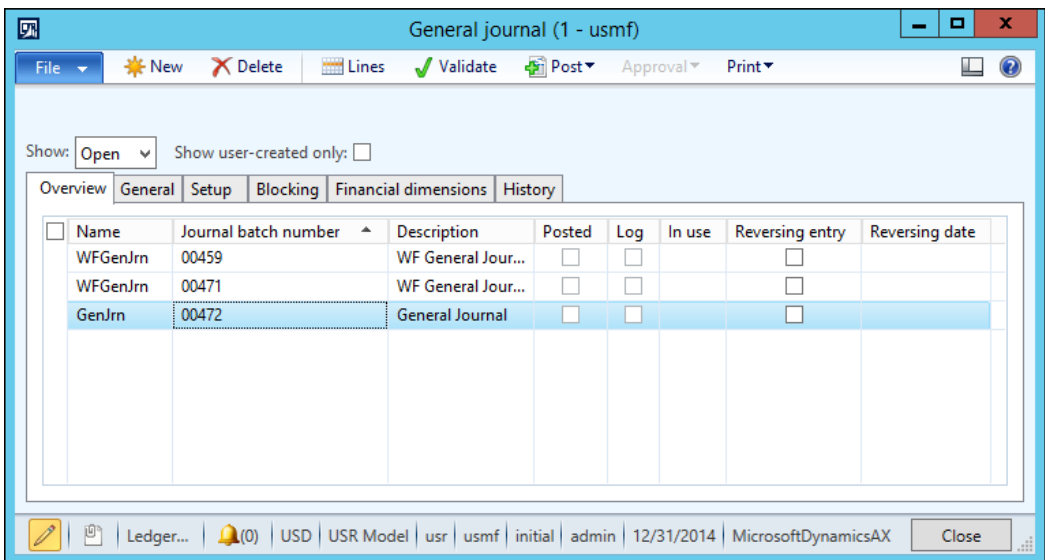 General journal (1 - usmf)
File New Delete Lines Validate Post Approval Print
Show: Open Show user-created only:
Overview General Setup Blocking Financial dimensions History
Name Journal batch number Description Posted Log In use Reversing entry Reversing date
WFGenJrn 00459 WF General Jour...
WFGenJrn 00471 WF General Jour...
GenJrn 00472 General Journal
Ledger... (0) USD USR Model usr usmf initial admin 12/31/2014 MicrosoftDynamicsAX Close